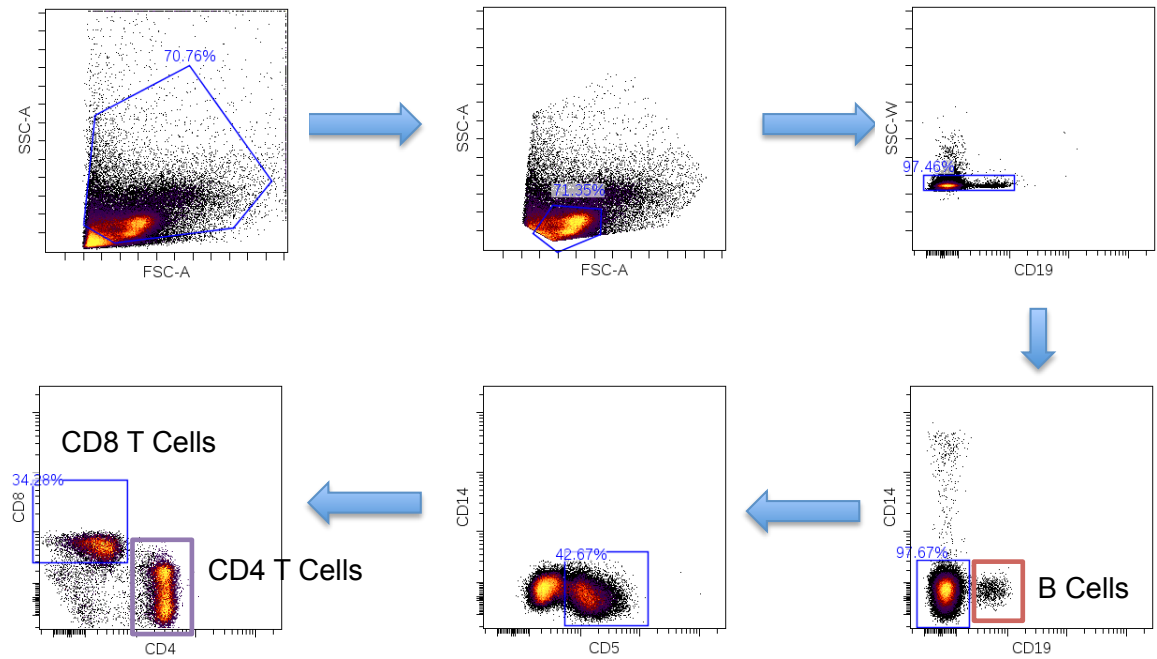 70.76%
SSC-A
FSC-A
71.35%
SSC-A
FSC-A
97.46%
SSC-W
CD19
CD8 T Cells
34.28%
CD8
CD4 T Cells
CD4
42.67%
CD14
CD5
97.67%
CD14
B Cells
CD19